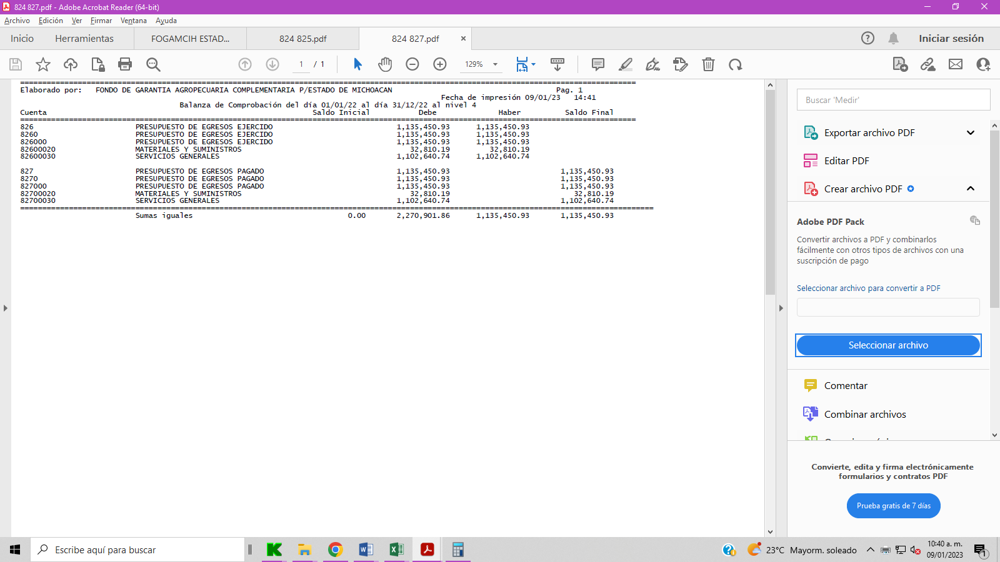 824 827.pdf - Adobe Acrobat Reader (64-bit)
Archivo Edición Ver Firmar Ventana Ayuda
Inicio Herramientas FOGAMCIH ESTAD... 824 825.pdf 824 827.pdf × Iniciar sesión
1 / 1 129%
Elaborado por: FONDO DE GARANTIA AGROPECUARIA COMPLEMENTARIA P/ESTADO DE MICHOACAN Pag. 1
Fecha de impresión 09/01/23 14:41
Balanza de Comprobación del día 01/01/22 al día 31/12/22 al nivel 4
Cuenta Saldo Inicial Debe Haber Saldo Final
826 PRESUPUESTO DE EGRESOS EJERCIDO 1,135,450.93 1,135,450.93
8260 PRESUPUESTO DE EGRESOS EJERCIDO 1,135,450.93 1,135,450.93
826000 PRESUPUESTO DE EGRESOS EJERCIDO 1,135,450.93 1,135,450.93
82600020 MATERIALES Y SUMINISTROS 32,810.19 32,810.19
82600030 SERVICIOS GENERALES 1,102,640.74 1,102,640.74
827 PRESUPUESTO DE EGRESOS PAGADO 1,135,450.93 1,135,450.93
8270 PRESUPUESTO DE EGRESOS PAGADO 1,135,450.93 1,135,450.93
827000 PRESUPUESTO DE EGRESOS PAGADO 1,135,450.93 1,135,450.93
82700020 MATERIALES Y SUMINISTROS 32,810.19 32,810.19
82700030 SERVICIOS GENERALES 1,102,640.74 1,102,640.74
Sumas iguales 0.00 2,270,901.86 1,135,450.93 1,135,450.93
Buscar 'Medir'
Exportar archivo PDF
Editar PDF
Crear archivo PDF
Adobe PDF Pack
Convertir archivos a PDF y combinarlos
fácilmente con otros tipos de archivos con una
suscripción de pago
Seleccionar archivo para convertir a PDF
Seleccionar archivo
Comentar
Combinar archivos
Convierte, edita y firma electrónicamente
formularios y contratos PDF
Prueba gratis de 7 días
Escribe aquí para buscar
23°C Mayorm. soleado
10:40 a. m.
09/01/2023
1